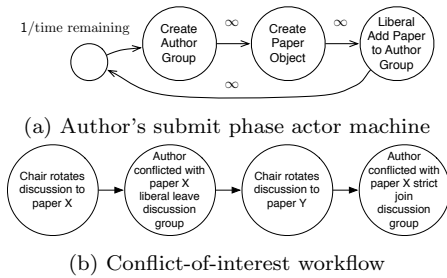 1/time remaining
Create
Author
Group
∞
Create
Paper
Object
∞
Liberal
Add Paper
to Author
Group
∞
(a) Author's submit phase actor machine
Chair rotates
discussion to
paper X
Author
conflicted with
paper X
liberal leave
discussion
group
Chair rotates
discussion to
paper Y
Author
conflicted with
paper X strict
join
discussion
group
(b) Conflict-of-interest workflow